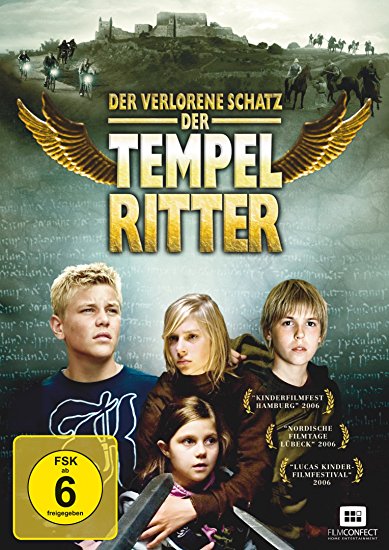 DER VERLORENE SCHATZ
DER
TEMPEL
RITTER
"KINDERFILMFEST
HAMBURG" 2006
"NORDISCHE
FILMTAGE
LÜBECK" 2006
"LUCAS KINDER-
FILMFESTIVAL"
2006
FSK
ab
6
freigegeben
FILMCONFECT
HOME ENTERTAINMENT